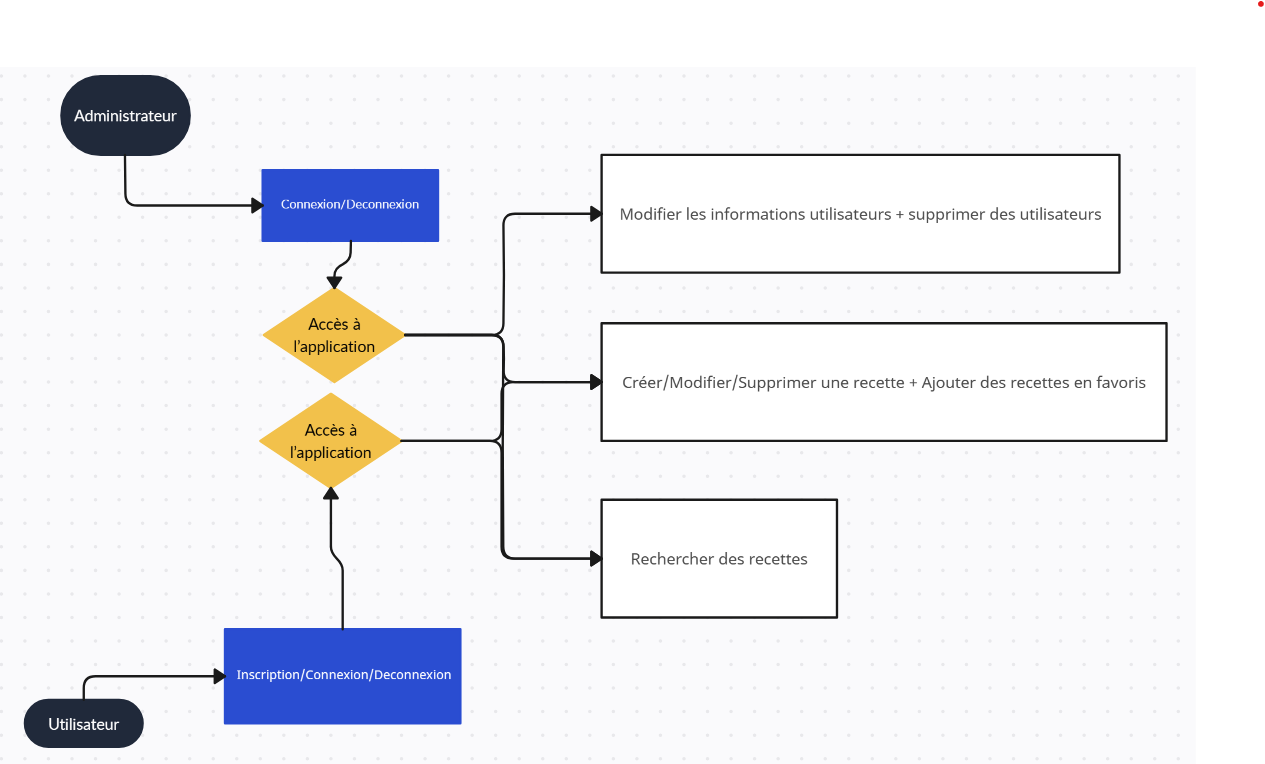 Administrateur
Connexion/Deconnexion
Modifier les informations utilisateurs + supprimer des utilisateurs
Accès à
l'application
Créer/Modifier/Supprimer une recette + Ajouter des recettes en favoris
Accès à
l'application
Rechercher des recettes
Inscription/Connexion/Deconnexion
Utilisateur